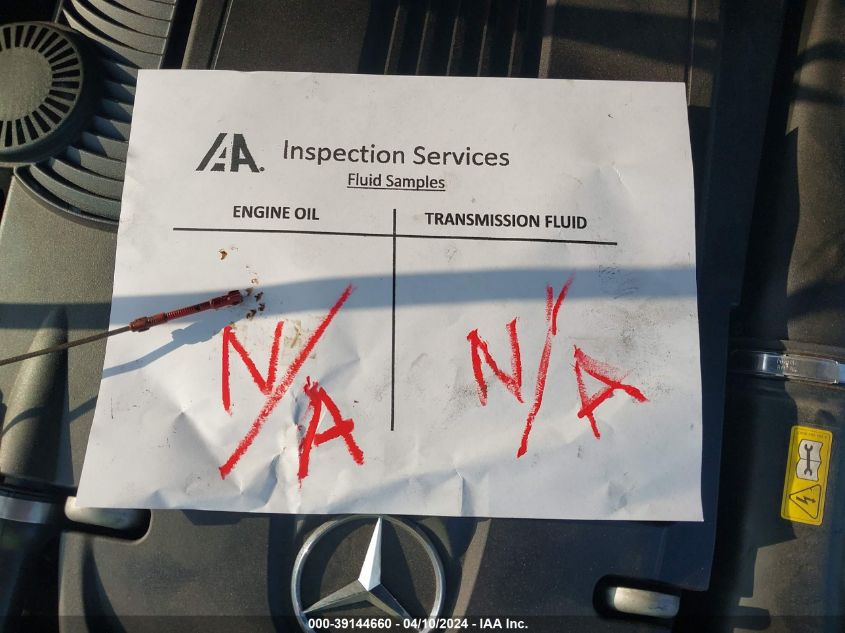 IAA. Inspection Services
Fluid Samples
ENGINE OIL
TRANSMISSION FLUID
N/A
N/A
000-39144660 - 04/10/2024 - IAA Inc.